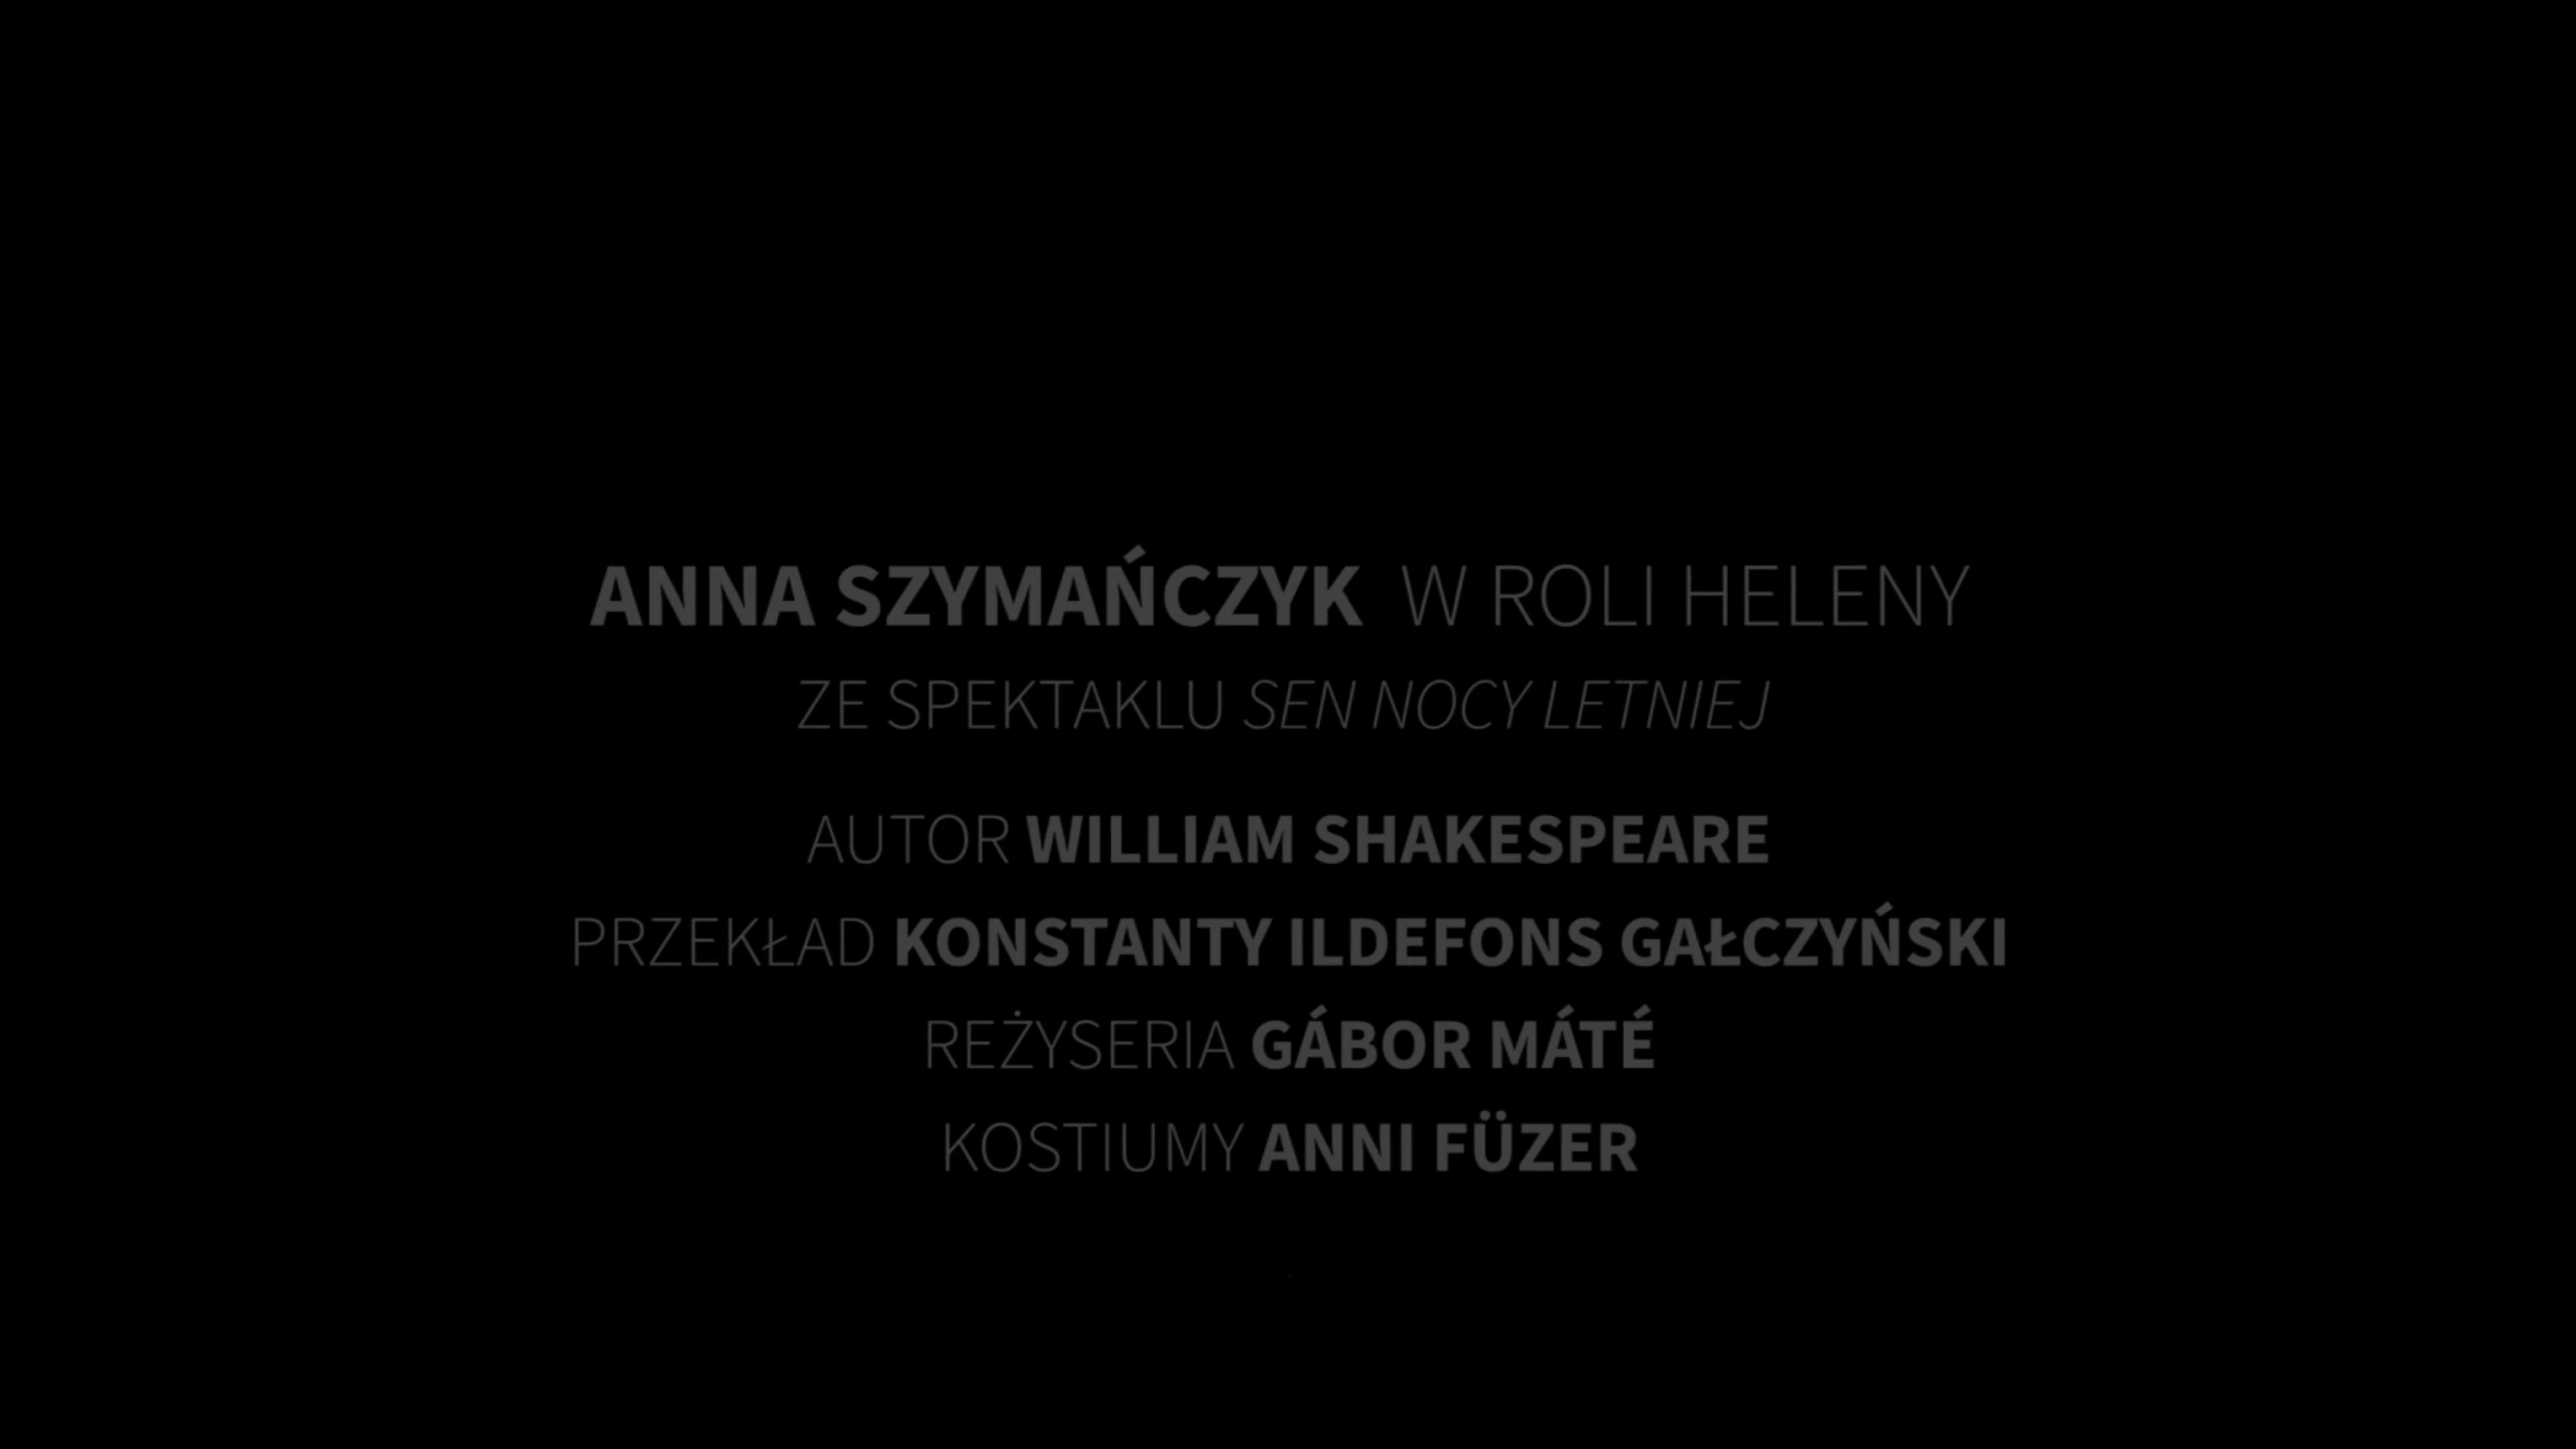 ANNA SZYMAŃCZYK W ROLI HELENY
ZE SPEKTAKLU SEN NOCY LETNIEJ
AUTOR WILLIAM SHAKESPEARE
PRZEKŁAD KONSTANTY ILDEFONS GAŁCZYŃSKI
REŻYSERIA GÁBOR MÁTÉ
KOSTIUMY ANNI FÜZER